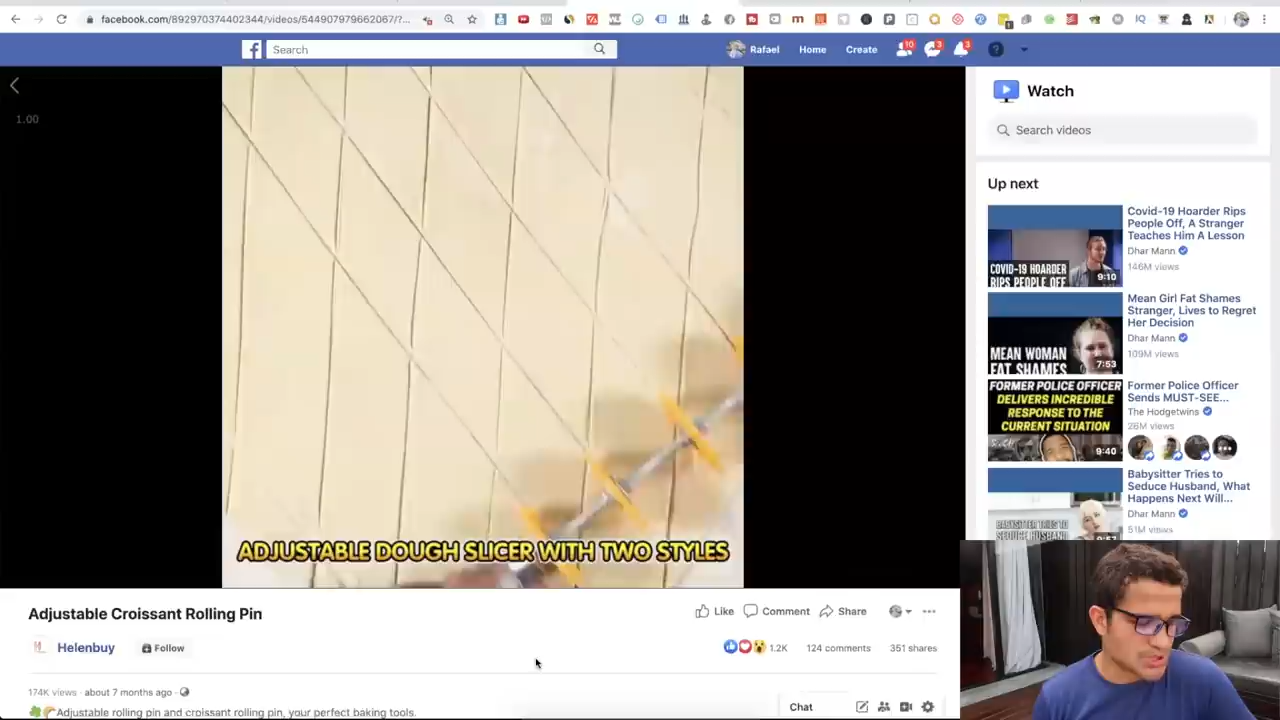 facebook.com/892970374402344/videos/544907979662067/?...
Search
Rafael
Home
Create
10
3
3
1.00
ADJUSTABLE DOUGH SLICER WITH TWO STYLES
Adjustable Croissant Rolling Pin
Like
Comment
Share
Helenbuy
Follow
1.2K
124 comments
351 shares
174K views · about 7 months ago ·
Adjustable rolling pin and croissant rolling pin, your perfect baking tools.
Chat
Watch
Search videos
Up next
COVID-19 HOARDER
RIPS PEOPLE OFF
9:10
Covid-19 Hoarder Rips
People Off, A Stranger
Teaches Him A Lesson
Dhar Mann
146M views
MEAN WOMAN
FAT SHAMES
7:53
Mean Girl Fat Shames
Stranger, Lives to Regret
Her Decision
Dhar Mann
109M views
FORMER POLICE OFFICER
DELIVERS INCREDIBLE
RESPONSE TO THE
CURRENT SITUATION
9:40
Former Police Officer
Sends MUST-SEE...
The Hodgetwins
26M views
BABYSITTER TRIES TO
SEDUCE HUSBAND
Babysitter Tries to
Seduce Husband, What
Happens Next Will...
Dhar Mann
51M views